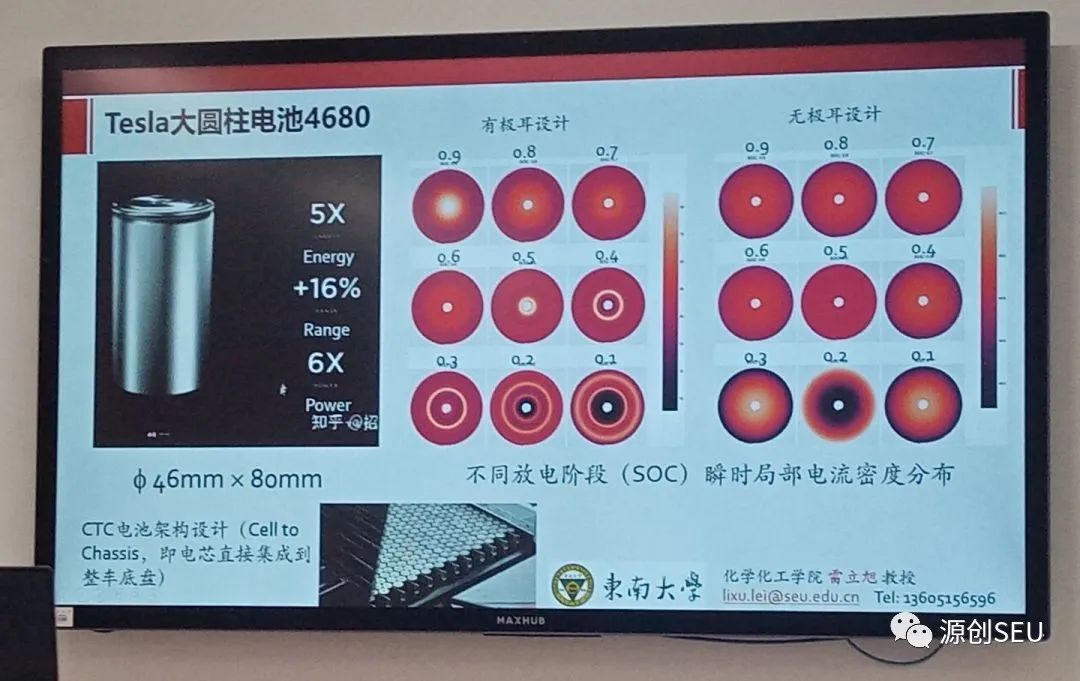 Tesla大圆柱电池4680
5X
Energy
+16%
Range
6X
Power
知乎 @招
φ 46mm × 80mm
有极耳设计
0.9 0.8 0.7
0.6 0.5 0.4
0.3 0.2 0.1
无极耳设计
0.9 0.8 0.7
0.6 0.5 0.4
0.3 0.2 0.1
不同放电阶段（SOC）瞬时局部电流密度分布
CTC电池架构设计（Cell to
Chassis，即电芯直接集成到
整车底盘）
東南大學
化学化工学院 雷立旭 教授
lixu.lei@seu.edu.cn Tel: 13605156596
MAXHUB
源创SEU